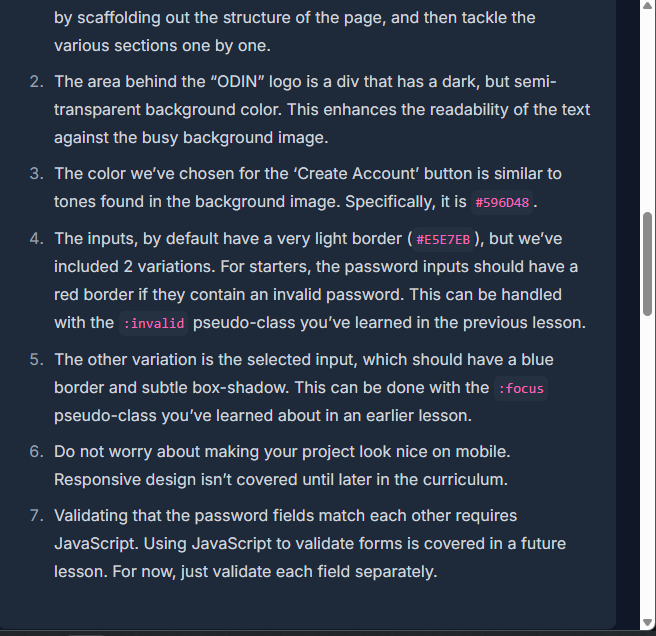 by scaffolding out the structure of the page, and then tackle the
various sections one by one.
2. The area behind the “ODIN” logo is a div that has a dark, but semi-
transparent background color. This enhances the readability of the text
against the busy background image.
3. The color we’ve chosen for the ‘Create Account’ button is similar to
tones found in the background image. Specifically, it is #596D48.
4. The inputs, by default have a very light border (#E5E7EB), but we’ve
included 2 variations. For starters, the password inputs should have a
red border if they contain an invalid password. This can be handled
with the :invalid pseudo-class you’ve learned in the previous lesson.
5. The other variation is the selected input, which should have a blue
border and subtle box-shadow. This can be done with the :focus
pseudo-class you’ve learned about in an earlier lesson.
6. Do not worry about making your project look nice on mobile.
Responsive design isn’t covered until later in the curriculum.
7. Validating that the password fields match each other requires
JavaScript. Using JavaScript to validate forms is covered in a future
lesson. For now, just validate each field separately.